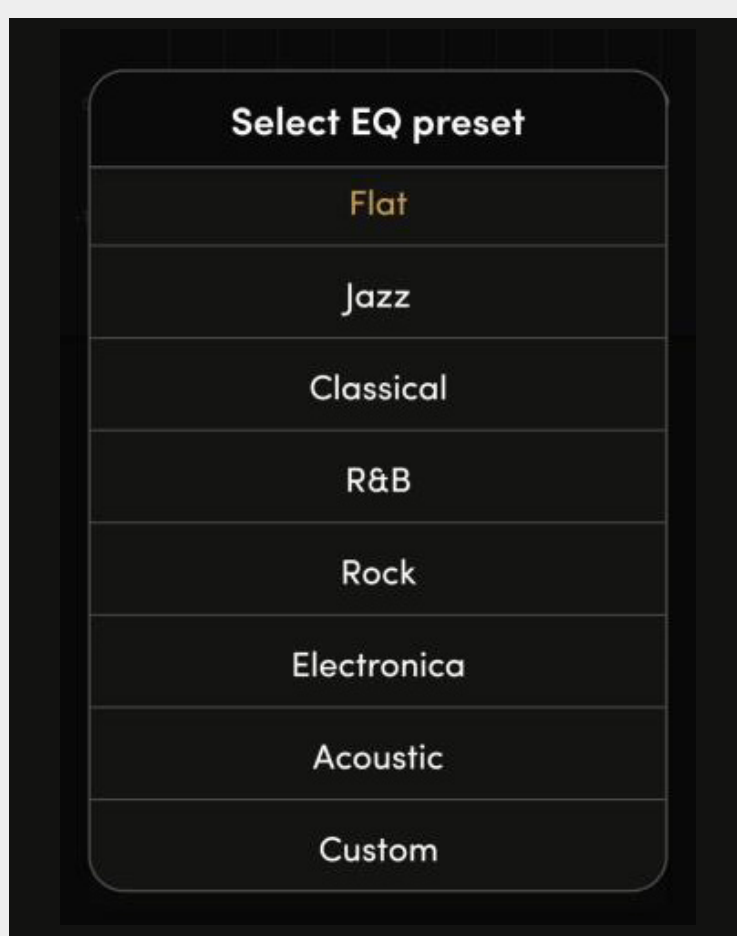 Select EQ preset
Flat
Jazz
Classical
R&B
Rock
Electronica
Acoustic
Custom